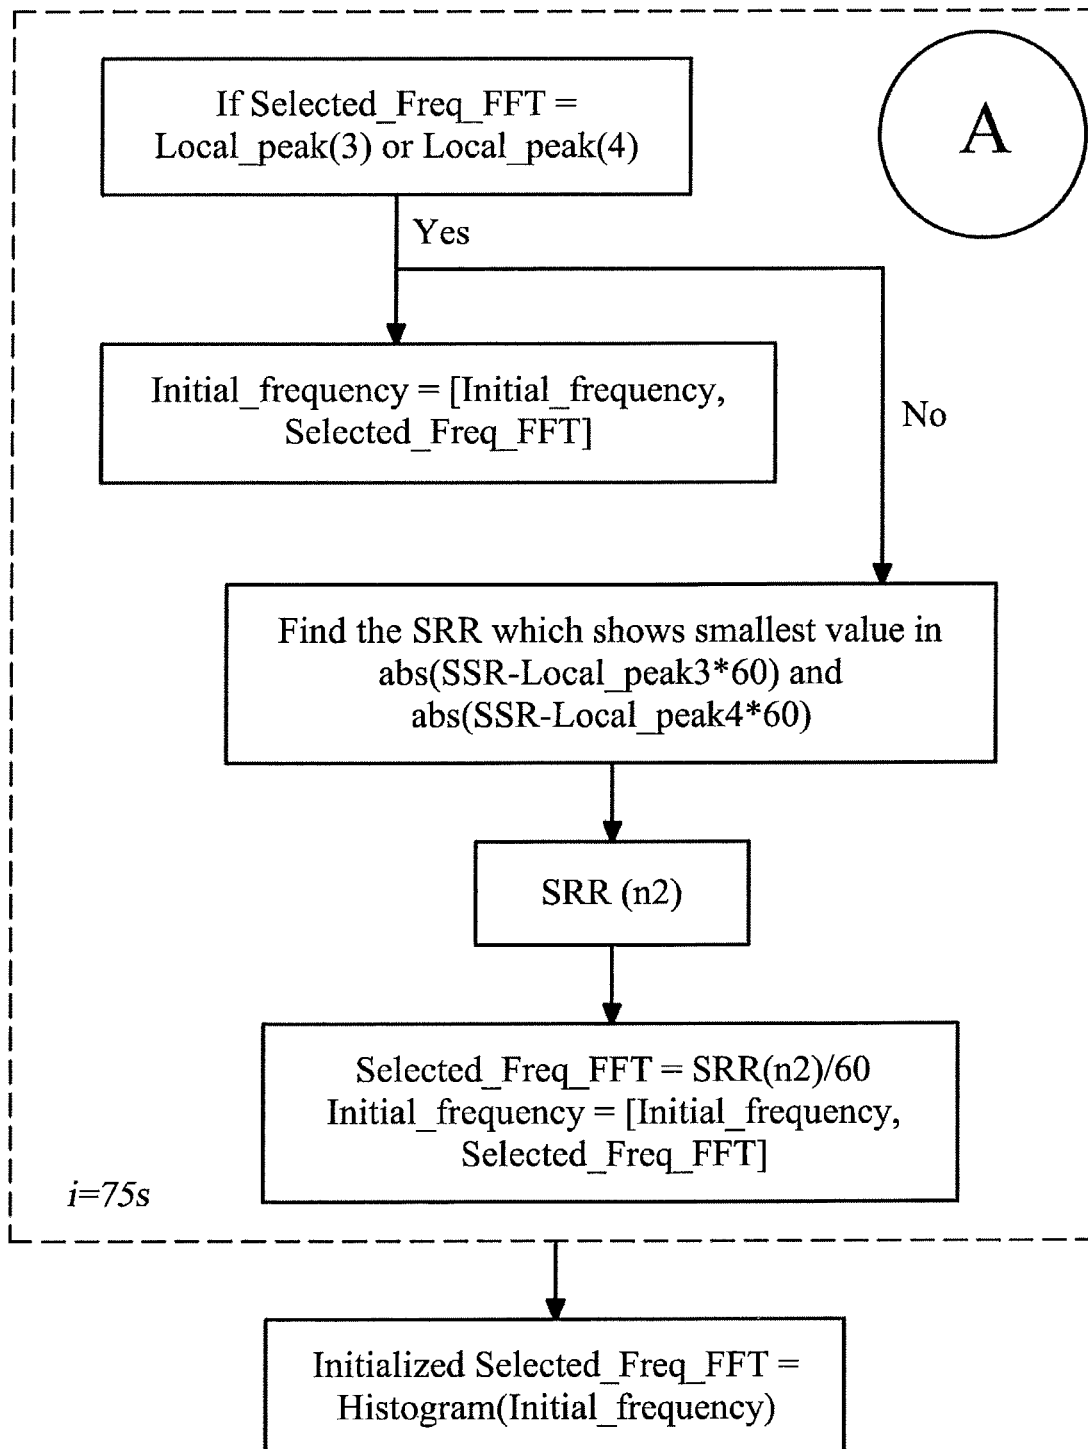 If Selected_Freq_FFT =
Local_peak(3) or Local_peak(4)
A
Yes
Initial_frequency = [Initial_frequency,
Selected_Freq_FFT]
No
Find the SRR which shows smallest value in
abs(SSR-Local_peak3*60) and
abs(SSR-Local_peak4*60)
SRR (n2)
Selected_Freq_FFT = SRR(n2)/60
Initial_frequency = [Initial_frequency,
Selected_Freq_FFT]
i=75s
Initialized Selected_Freq_FFT =
Histogram(Initial_frequency)